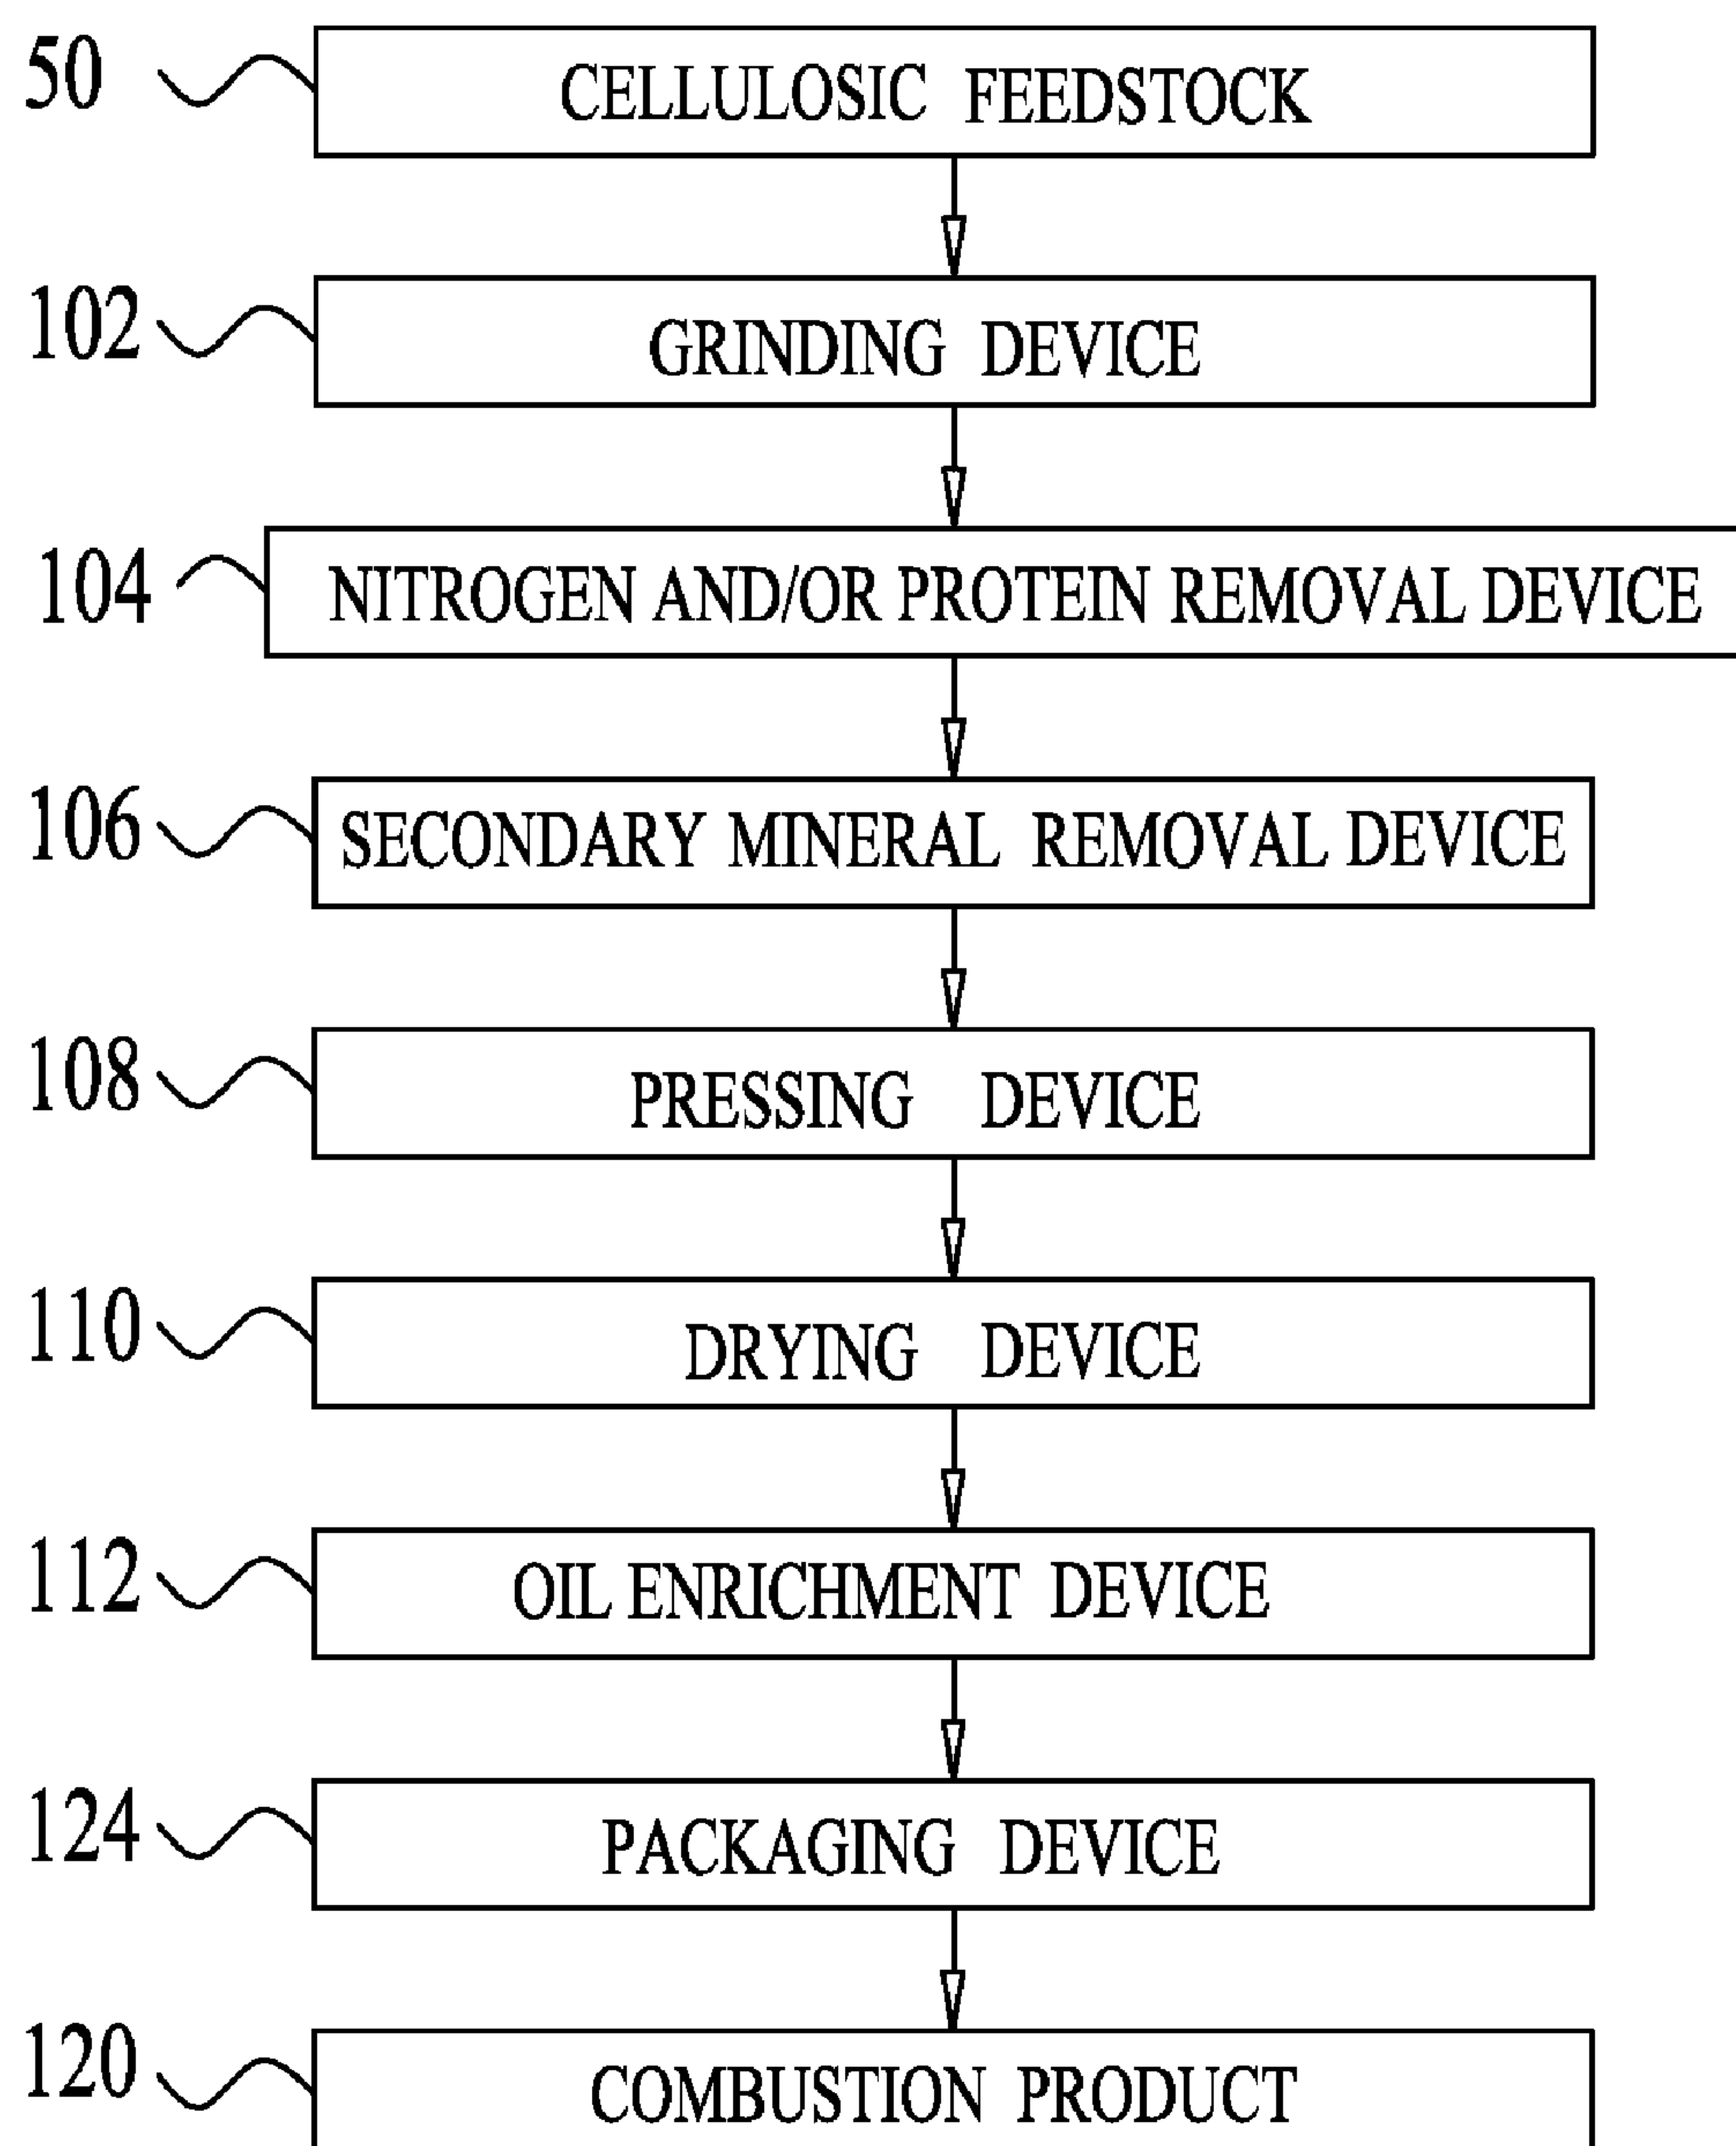 50 CELLULOSIC FEEDSTOCK
102 GRINDING DEVICE
104 NITROGEN AND/OR PROTEIN REMOVAL DEVICE
106 SECONDARY MINERAL REMOVAL DEVICE
108 PRESSING DEVICE
110 DRYING DEVICE
112 OIL ENRICHMENT DEVICE
124 PACKAGING DEVICE
120 COMBUSTION PRODUCT